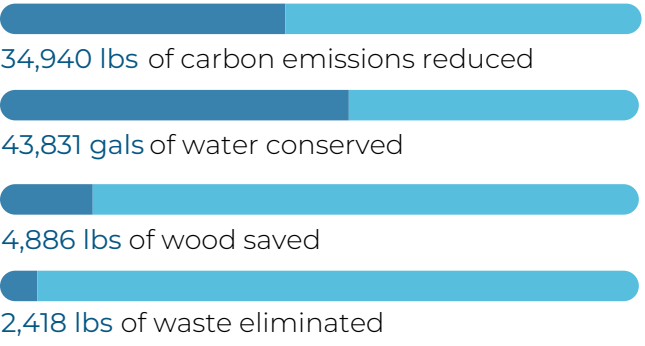 34,940 lbs of carbon emissions reduced
43,831 gals of water conserved
4,886 lbs of wood saved
2,418 lbs of waste eliminated